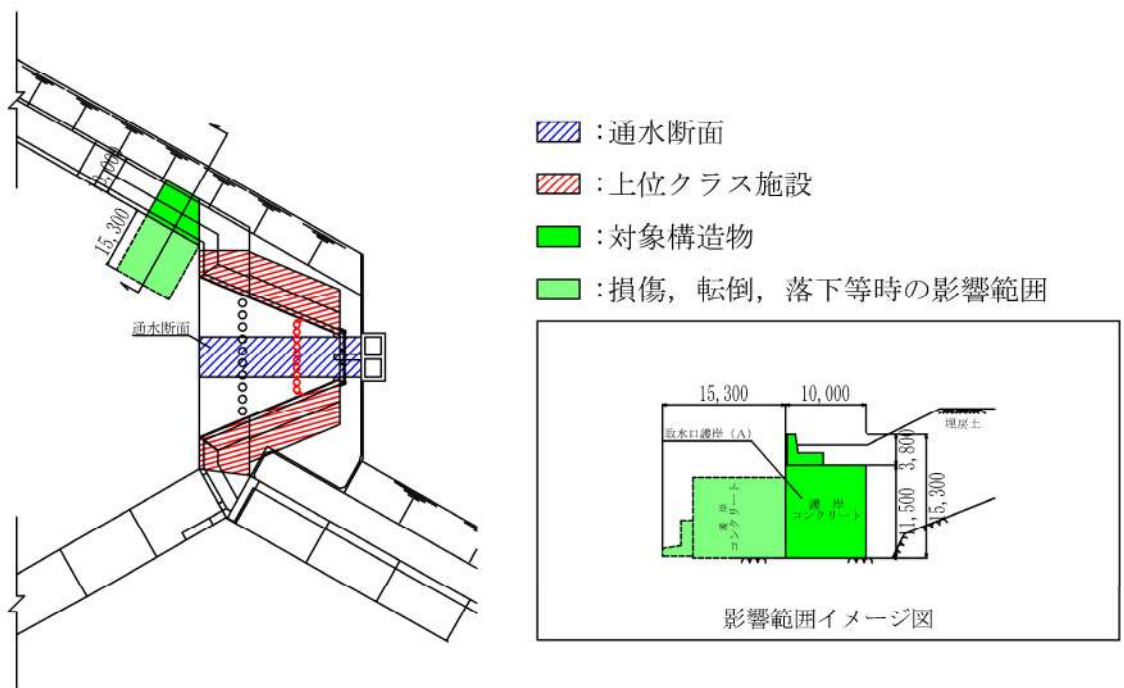 10,000
15,300
通水断面
：通水断面
：上位クラス施設
：対象構造物
：損傷，転倒，落下等時の影響範囲
15,300
10,000
取水口護岸（A）
埋戻土
3,800
護岸
コンクリート
護岸
コンクリート
15,300
影響範囲イメージ図